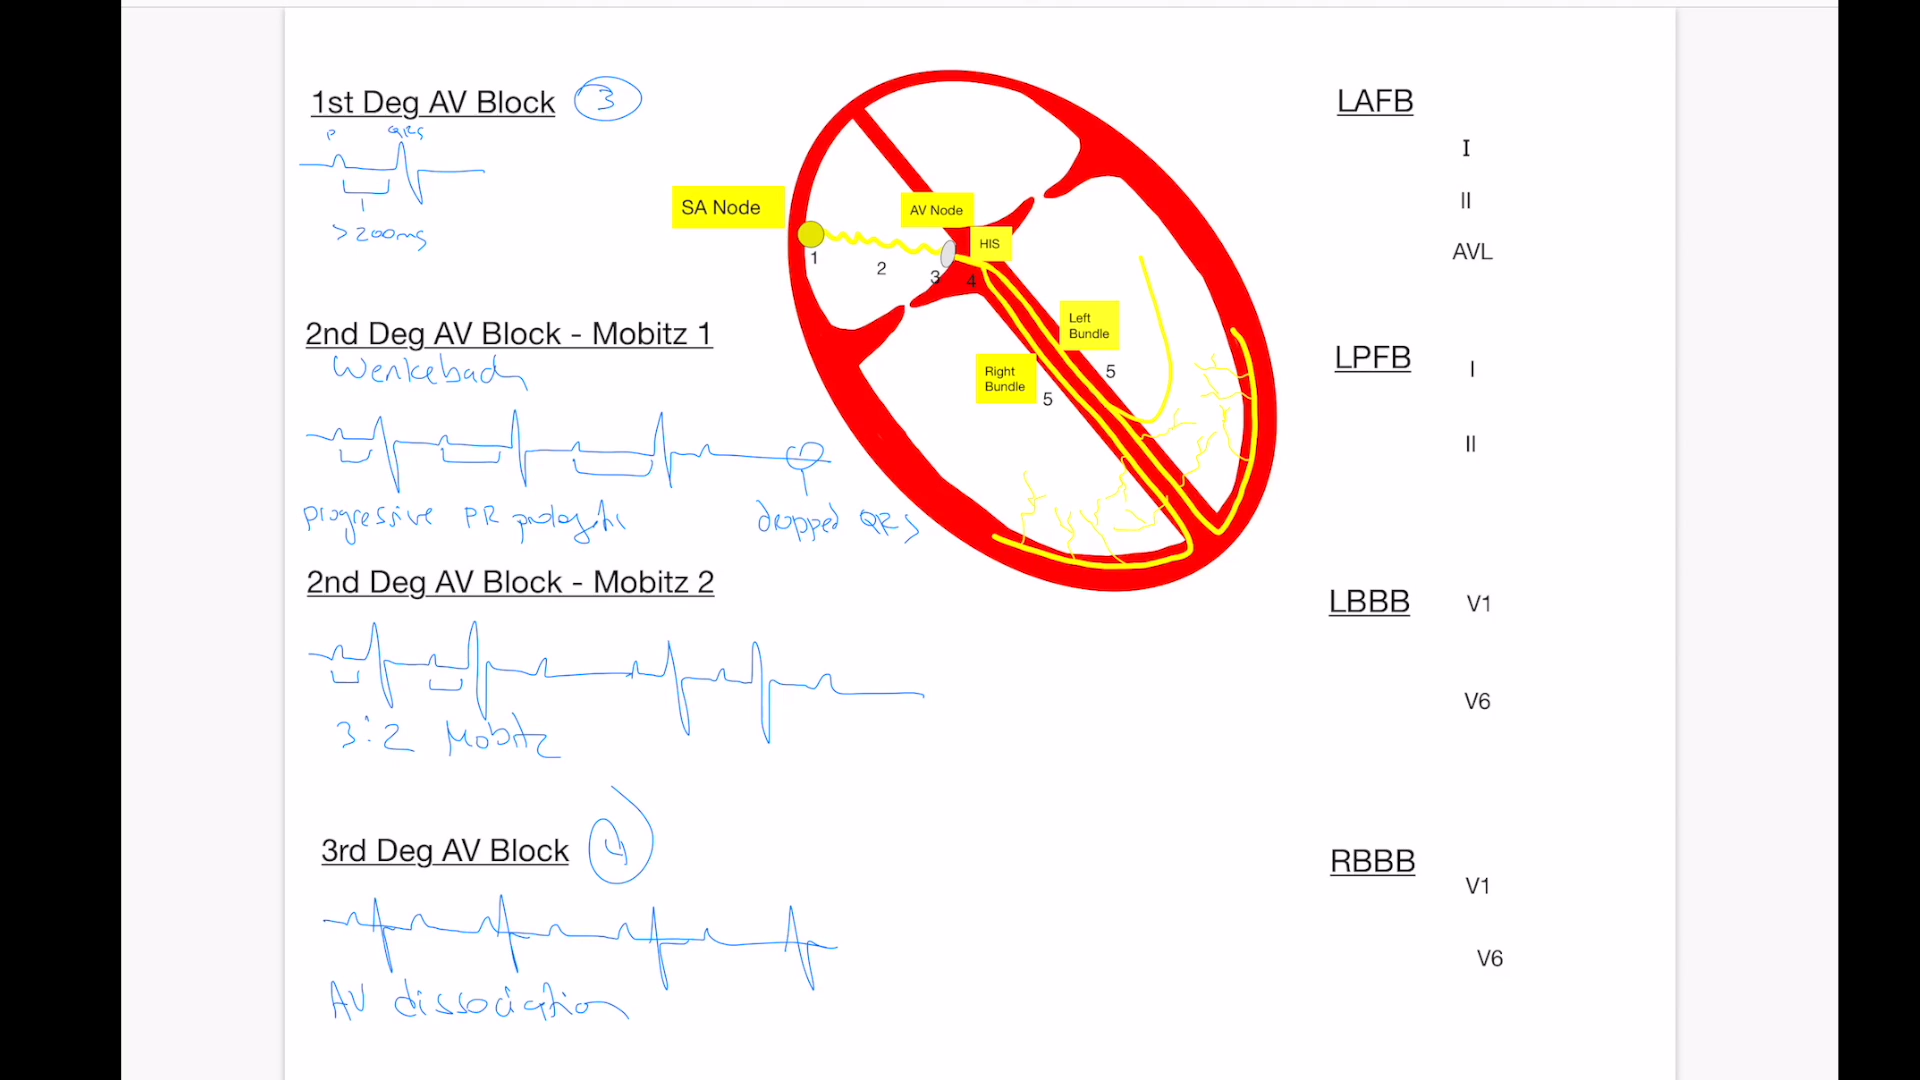 1st Deg AV Block 3
P QRS
>200ms
2nd Deg AV Block - Mobitz 1
Wenkebach
progressive PR prologatic dropped QRS
2nd Deg AV Block - Mobitz 2
3:2 Mobitz
3rd Deg AV Block 4
AV dissociation
SA Node
AV Node
HIS
1
2
3
4
Left
Bundle
Right
Bundle
5
5
LAFB
I
II
AVL
LPFB
I
II
LBBB
V1
V6
RBBB
V1
V6